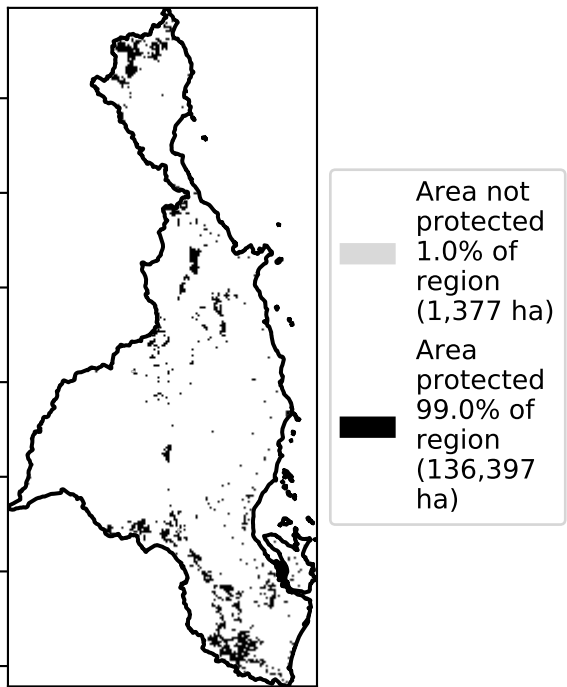 Area not
protected
1.0% of
region
(1,377 ha)
Area
protected
99.0% of
region
(136,397
ha)